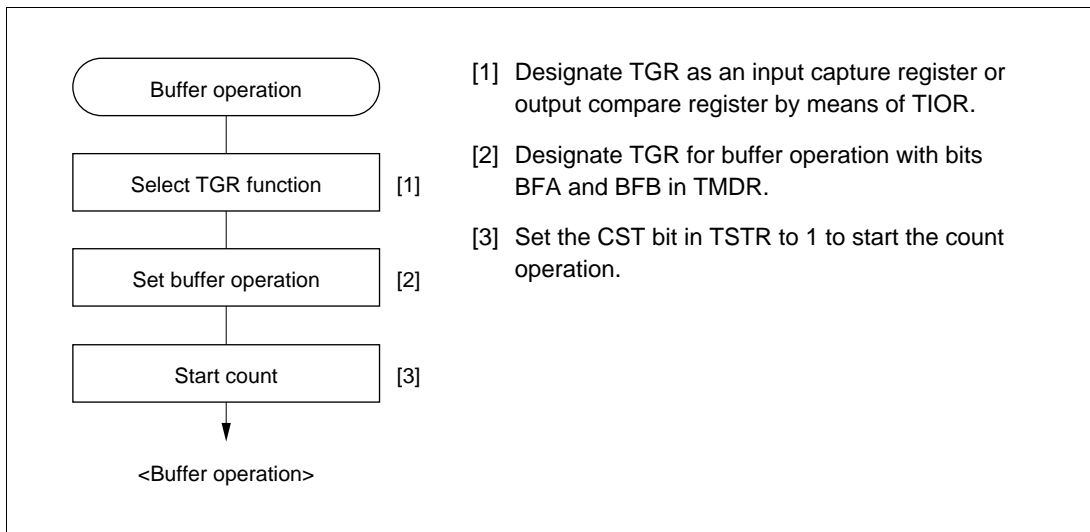 Buffer operation
Select TGR function [1]
Set buffer operation [2]
Start count [3]
<Buffer operation>
[1] Designate TGR as an input capture register or
output compare register by means of TIOR.
[2] Designate TGR for buffer operation with bits
BFA and BFB in TMDR.
[3] Set the CST bit in TSTR to 1 to start the count
operation.